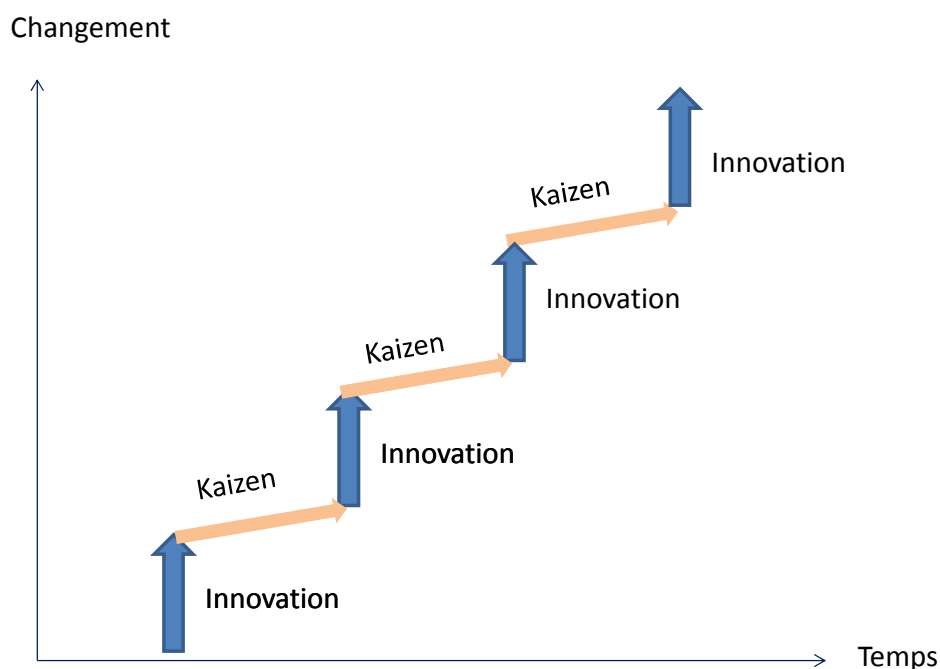 Changement
Innovation
Kaizen
Innovation
Kaizen
Innovation
Kaizen
Innovation
Temps